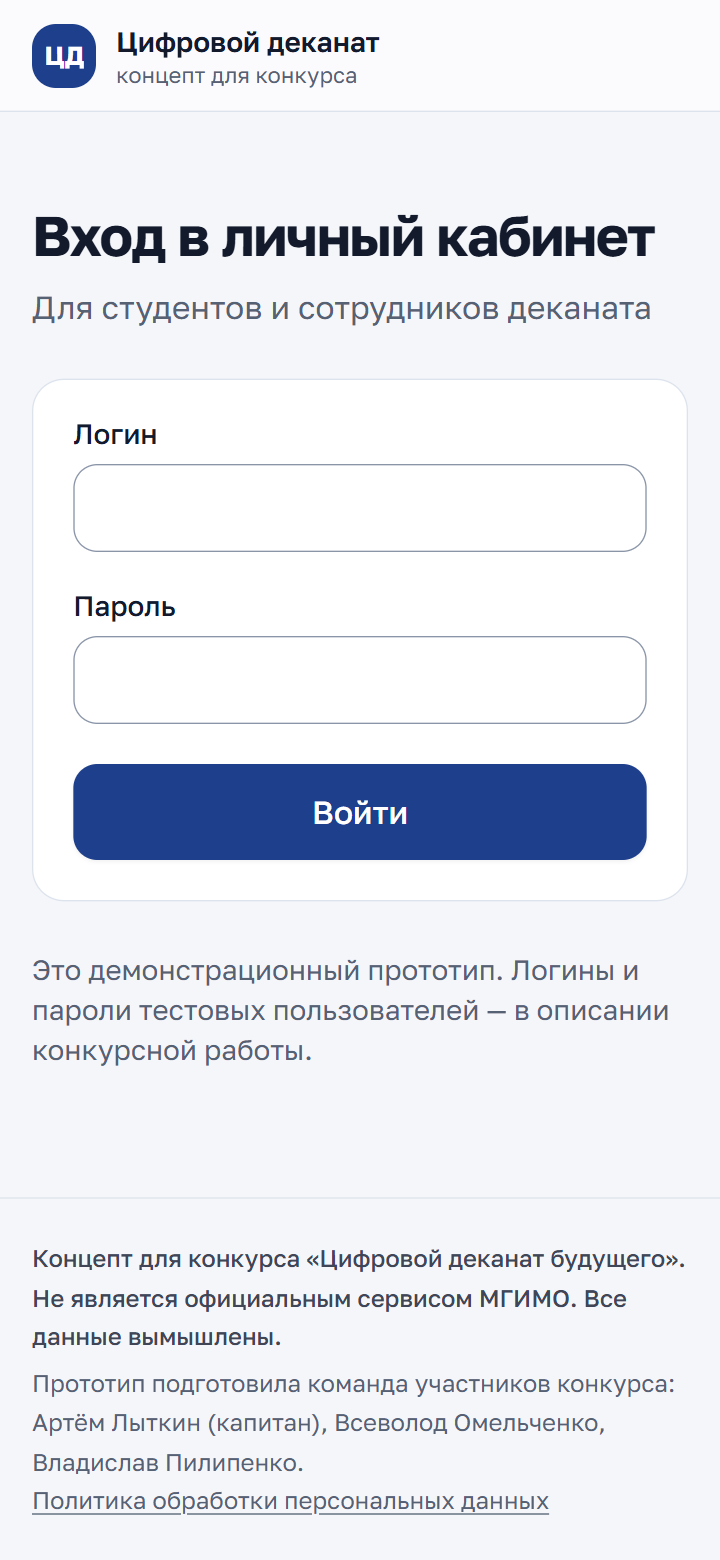 ЦД
Цифровой деканат
концепт для конкурса
Вход в личный кабинет
Для студентов и сотрудников деканата
Логин
Пароль
Войти
Это демонстрационный прототип. Логины и
пароли тестовых пользователей — в описании
конкурсной работы.
Концепт для конкурса «Цифровой деканат будущего».
Не является официальным сервисом МГИМО. Все
данные вымышлены.
Прототип подготовила команда участников конкурса:
Артём Лыткин (капитан), Всеволод Омельченко,
Владислав Пилипенко.
Политика обработки персональных данных